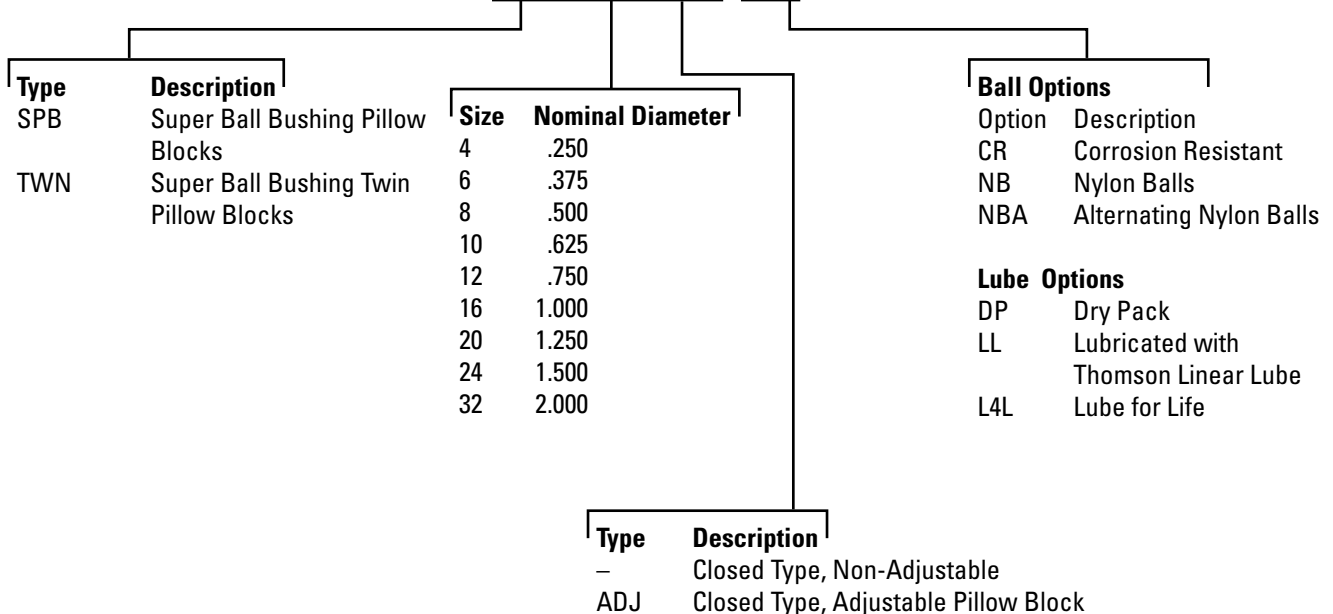 Type Description
SPB Super Ball Bushing Pillow
Blocks
TWN Super Ball Bushing Twin
Pillow Blocks
Size Nominal Diameter
4 .250
6 .375
8 .500
10 .625
12 .750
16 1.000
20 1.250
24 1.500
32 2.000
Ball Options
Option Description
CR Corrosion Resistant
NB Nylon Balls
NBA Alternating Nylon Balls
Lube Options
DP Dry Pack
LL Lubricated with
Thomson Linear Lube
L4L Lube for Life
Type Description
– Closed Type, Non-Adjustable
ADJ Closed Type, Adjustable Pillow Block